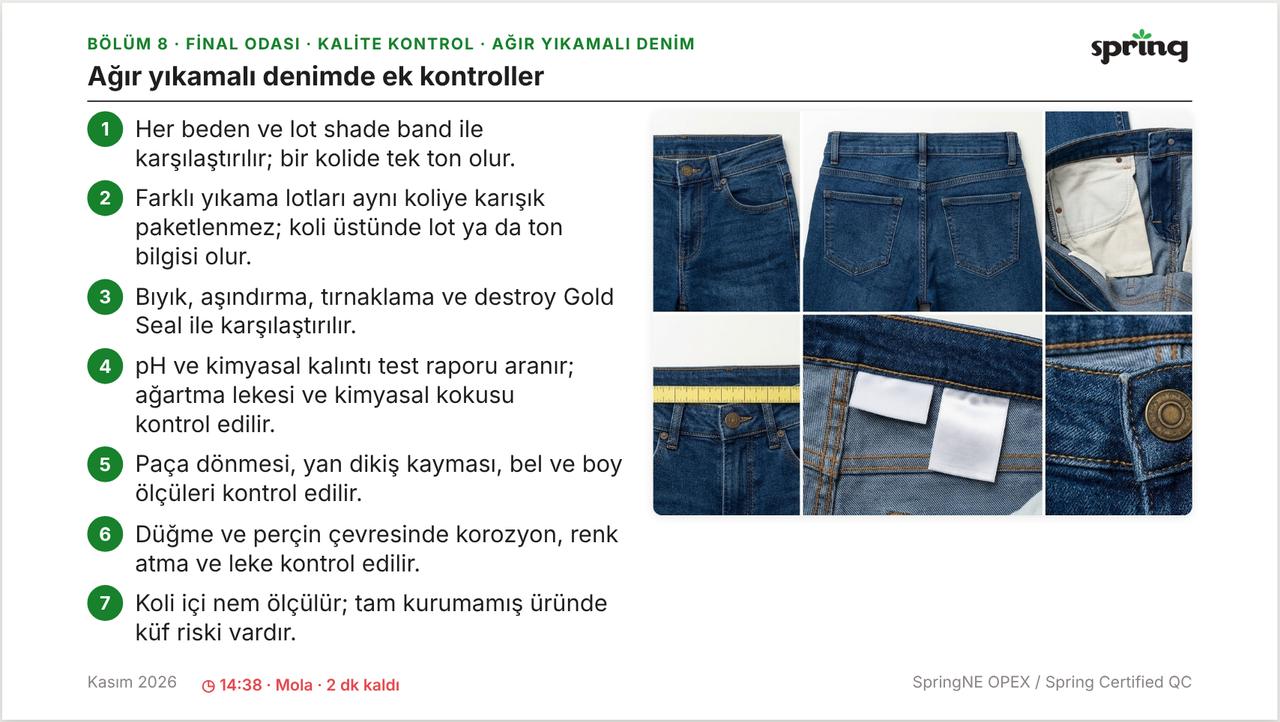 BÖLÜM 8 · FİNAL ODASI · KALİTE KONTROL · AĞIR YIKAMALI DENİM
spring
Ağır yıkamalı denimde ek kontroller
1 Her beden ve lot shade band ile
karşılaştırılır; bir kolide tek ton olur.
2 Farklı yıkama lotları aynı koliye karışık
paketlenmez; koli üstünde lot ya da ton
bilgisi olur.
3 Bıyık, aşındırma, tırnaklama ve destroy Gold
Seal ile karşılaştırılır.
4 pH ve kimyasal kalıntı test raporu aranır;
ağartma lekesi ve kimyasal kokusu
kontrol edilir.
5 Paça dönmesi, yan dikiş kayması, bel ve boy
ölçüleri kontrol edilir.
6 Düğme ve perçin çevresinde korozyon, renk
atma ve leke kontrol edilir.
7 Koli içi nem ölçülür; tam kurumamış üründe
küf riski vardır.
Kasım 2026
14:38 · Mola · 2 dk kaldı
SpringNE OPEX / Spring Certified QC